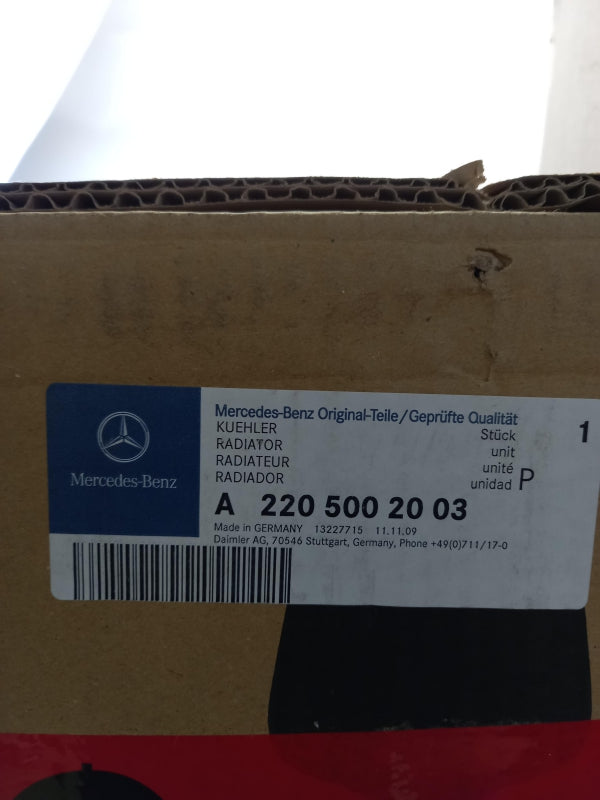 Mercedes-Benz
Mercedes-Benz Original-Teile/Geprüfte Qualität
KUEHLER
RADIATOR
RADIATEUR
RADIADOR
Stück
unit
unité
unidad P
1
A 220 500 20 03
Made in GERMANY 13227715 11.11.09
Daimler AG, 70546 Stuttgart, Germany, Phone +49(0)711/17-0